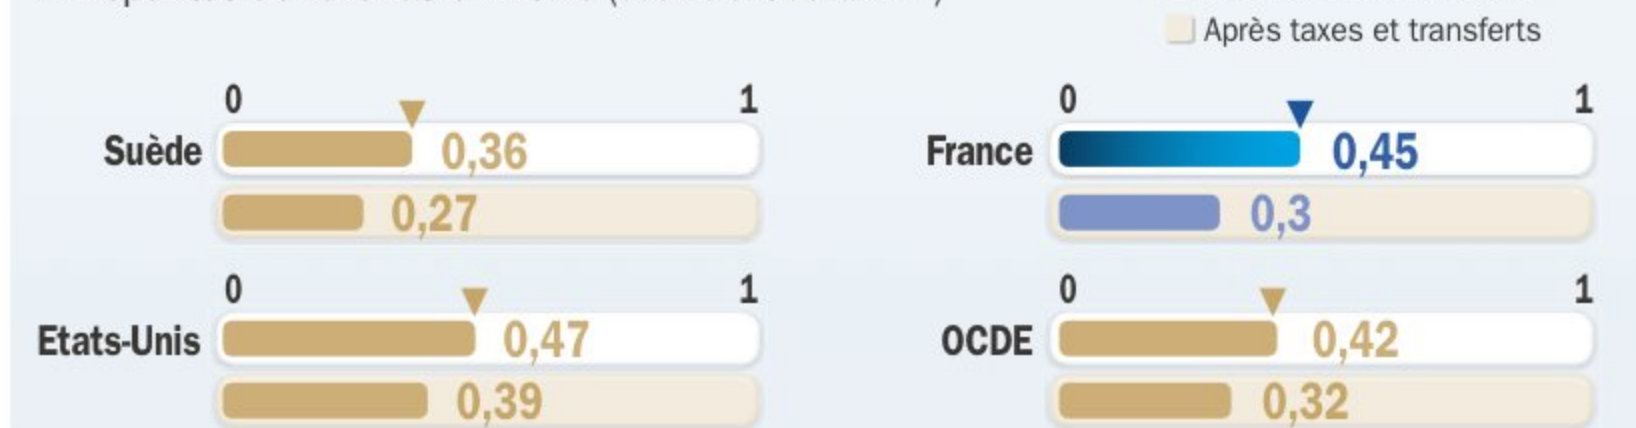 Après taxes et transferts
0 1
Suède 0,36
0,27
0 1
France 0,45
0,3
0 1
Etats-Unis 0,47
0,39
0 1
OCDE 0,42
0,32